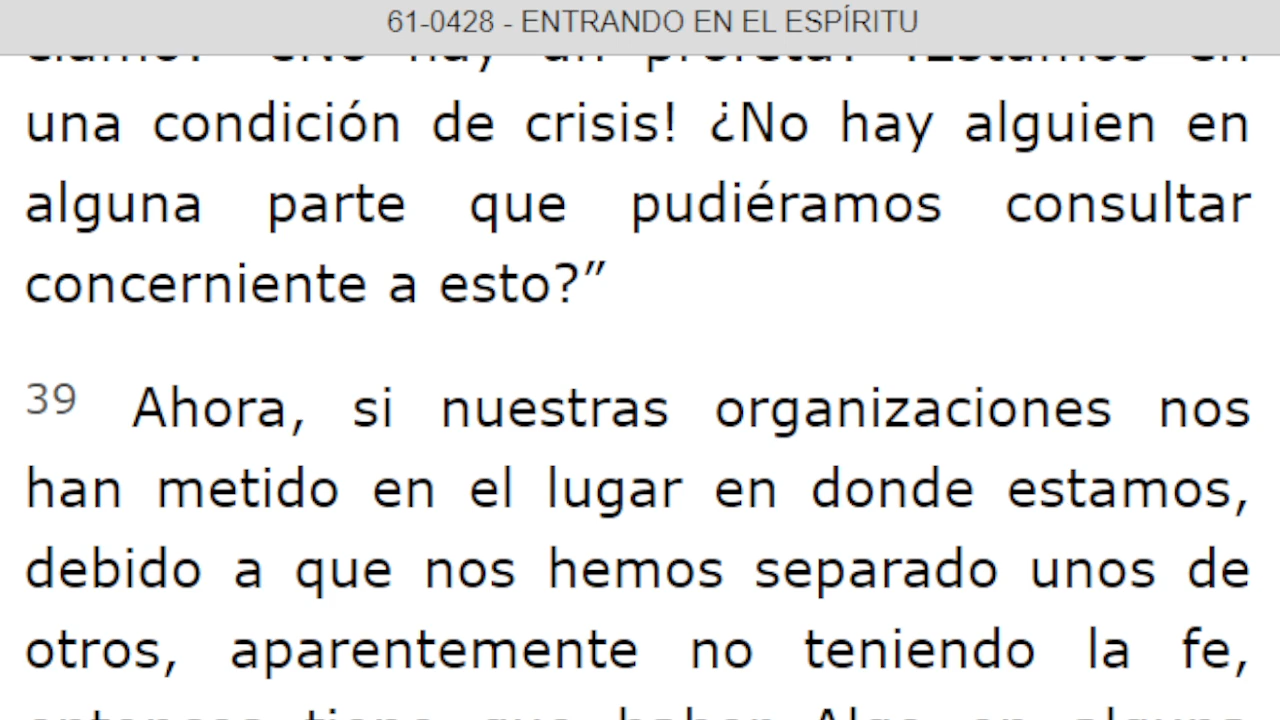 61-0428 - ENTRANDO EN EL ESPÍRITU
una condición de crisis! ¿No hay alguien en
alguna parte que pudiéramos consultar
concerniente a esto?”
39 Ahora, si nuestras organizaciones nos
han metido en el lugar en donde estamos,
debido a que nos hemos separado unos de
otros, aparentemente no teniendo la fe,